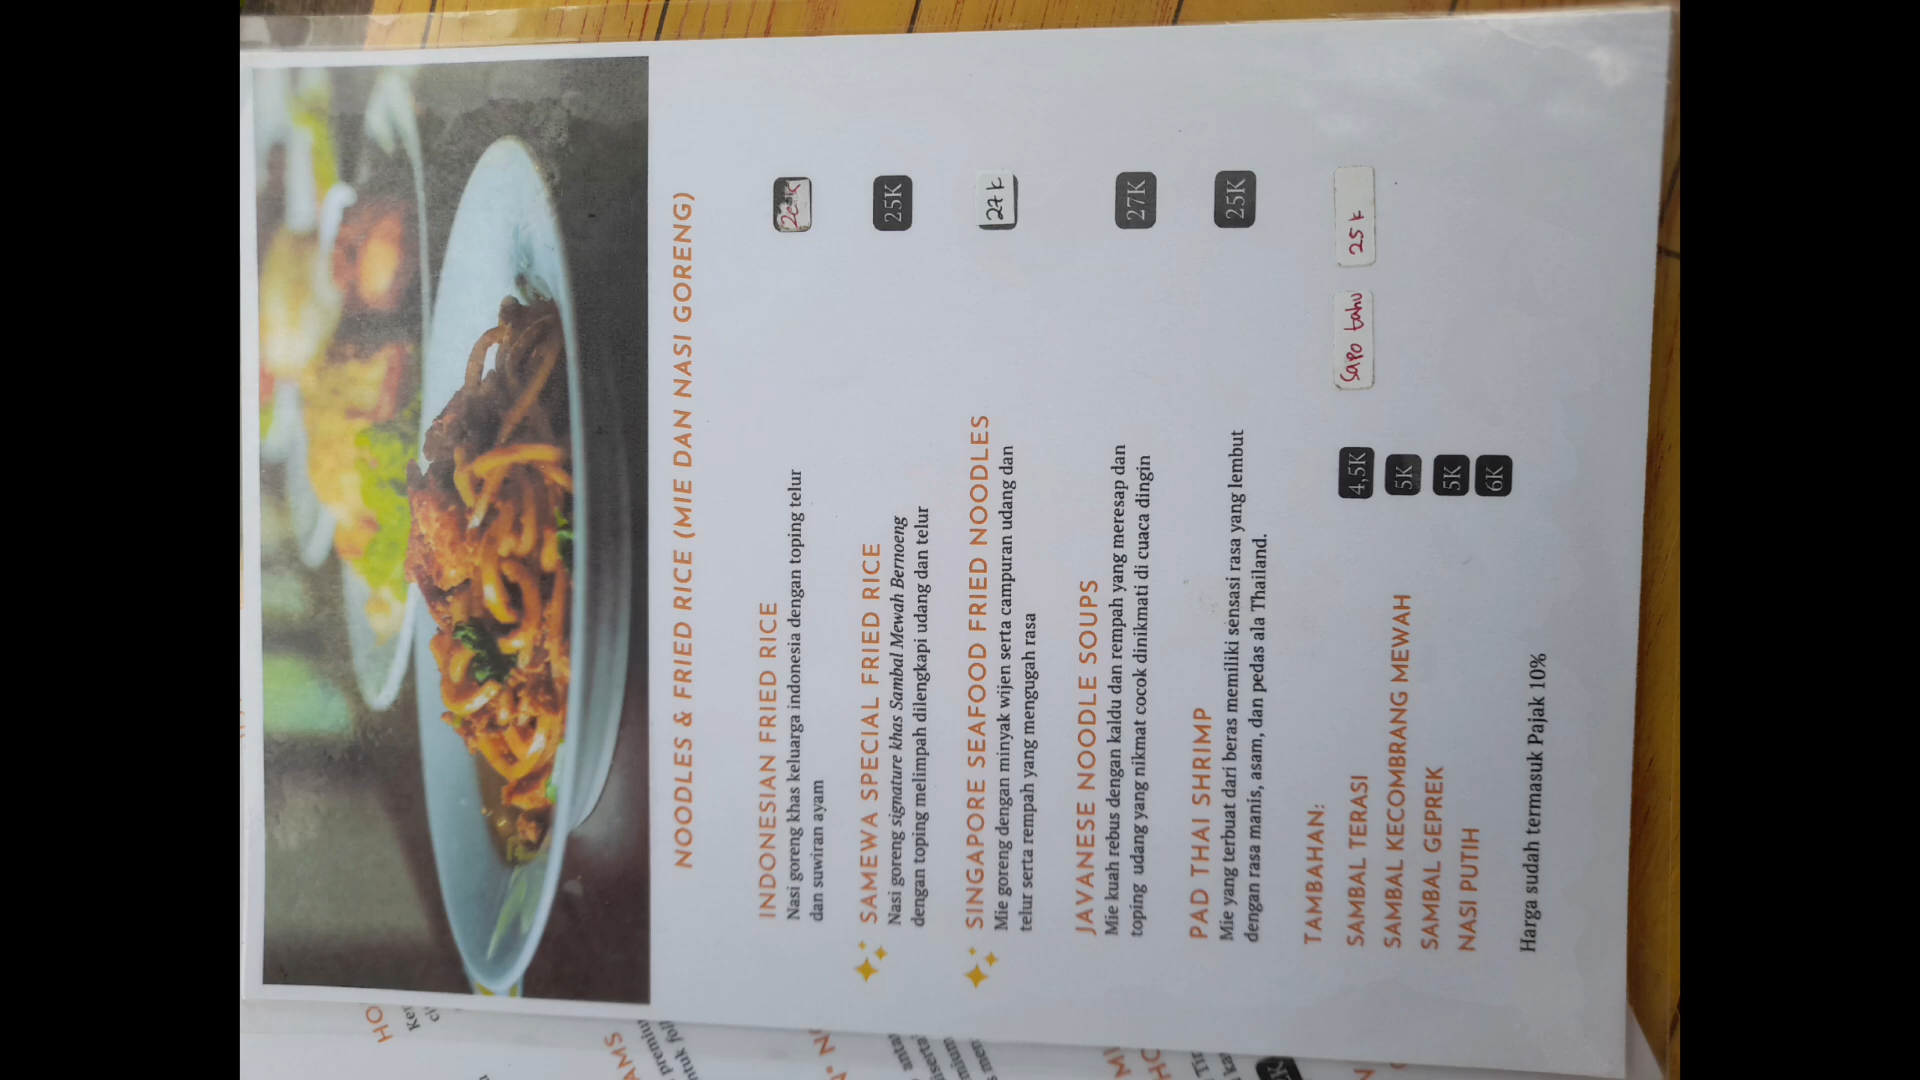 NOODLES & FRIED RICE (MIE DAN NASI GORENG)
INDONESIAN FRIED RICE
Nasi goreng khas keluarga indonesia dengan toping telur
dan suwiran ayam
SAMEWA SPECIAL FRIED RICE 25K
Nasi goreng signature khas Sambal Mewah Bernoeng
dengan toping melimpah dilengkapi udang dan telur
SINGAPORE SEAFOOD FRIED NOODLES 27K
Mie goreng dengan minyak wijen serta campuran udang dan
telur serta rempah yang mengugah rasa
JAVANESE NOODLE SOUPS 27K
Mie kuah rebus dengan kaldu dan rempah yang meresap dan
toping udang yang nikmat cocok dinikmati di cuaca dingin
PAD THAI SHRIMP 25K
Mie yang terbuat dari beras memiliki sensasi rasa yang lembut
dengan rasa manis, asam, dan pedas ala Thailand.
TAMBAHAN:
SAMBAL TERASI 4,5K Sapo tahu 25k
SAMBAL KECOMBRANG MEWAH 5K
SAMBAL GEPREK 5K
NASI PUTIH 6K
Harga sudah termasuk Pajak 10%